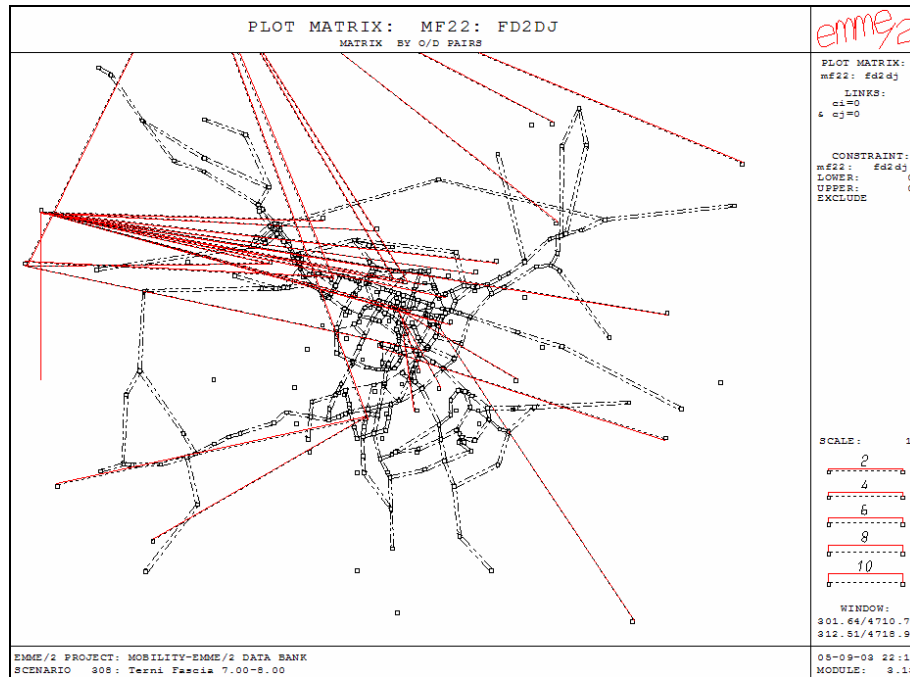 PLOT MATRIX: MF22: FD2DJ
MATRIX BY O/D PAIRS
emme/2
PLOT MATRIX:
mf22: fd2dj
LINKS:
ci=0
& cj=0
CONSTRAINT:
mf22: fd2dj
LOWER:
UPPER:
EXCLUDE
SCALE: 1
2
4
6
8
10
WINDOW:
301.64/4710.7
312.51/4718.9
EMME/2 PROJECT: MOBILITY-EMME/2 DATA BANK
SCENARIO 308: Terni Fascia 7.00-8.00
05-09-03 22:1
MODULE: 3.1